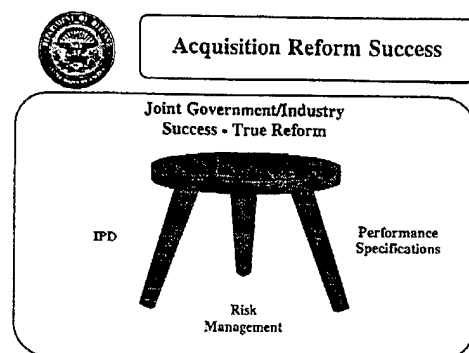 Acquisition Reform Success
Joint Government/Industry
Success - True Reform
IPD
Performance
Specifications
Risk
Management